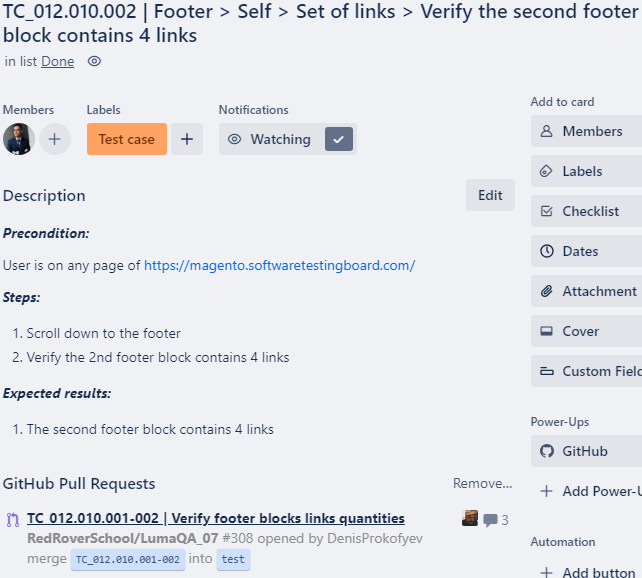 TC_012.010.002 | Footer > Self > Set of links > Verify the second footer
block contains 4 links
in list Done
Members
Labels
Notifications
Test case
Watching
Description
Edit
Precondition:
User is on any page of https://magento.softwaretestingboard.com/
Steps:
1. Scroll down to the footer
2. Verify the 2nd footer block contains 4 links
Expected results:
1. The second footer block contains 4 links
GitHub Pull Requests
Remove...
TC_012.010.001-002 | Verify footer blocks links quantities
3
RedRoverSchool/LumaQA_07 #308 opened by DenisProkofyev
merge TC_012.010.001-002 into test
Add to card
Members
Labels
Checklist
Dates
Attachment
Cover
Custom Field
Power-Ups
GitHub
Add Power-U
Automation
Add button